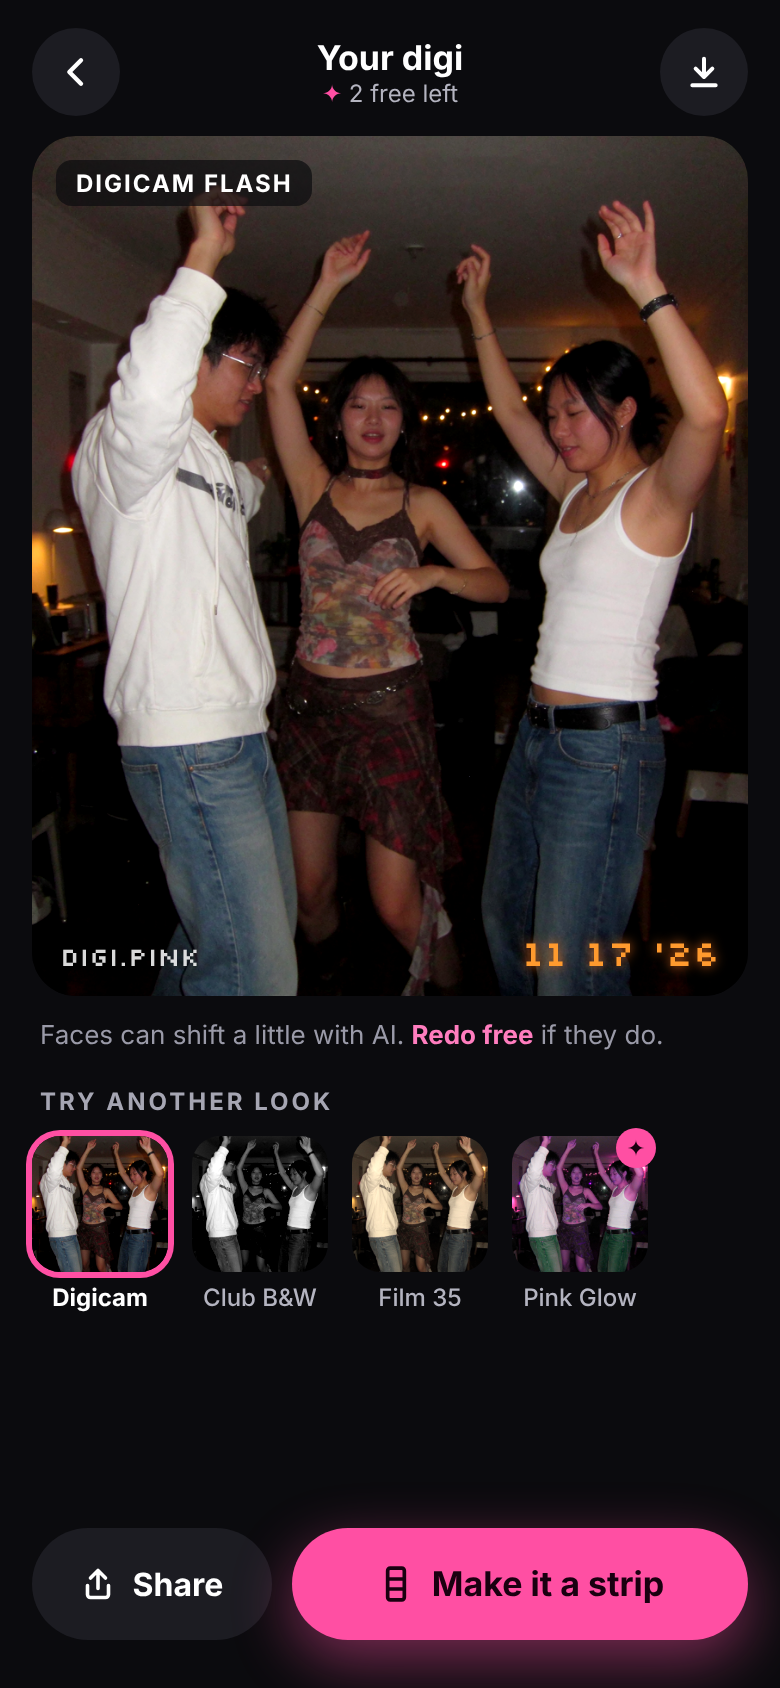 Your digi
✦ 2 free left
DIGICAM FLASH
DIGI.PINK
11 17 '26
Faces can shift a little with AI. Redo free if they do.
TRY ANOTHER LOOK
Digicam
Club B&W
Film 35
Pink Glow
Share
Make it a strip